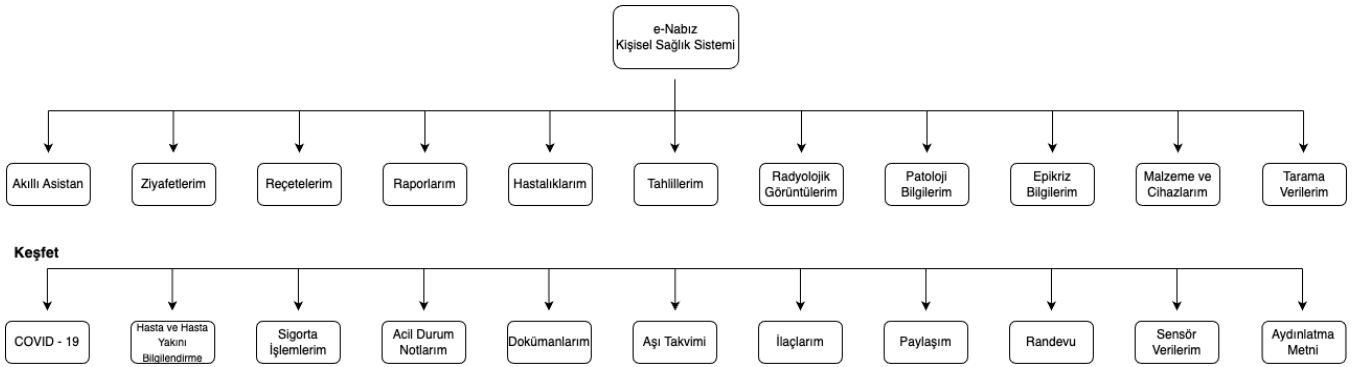 e-Nabız
Kişisel Sağlık Sistemi
Akıllı Asistan
Ziyafetlerim
Reçetelerim
Raporlarım
Hastalıklarım
Tahlillerim
Radyolojik
Görüntülerim
Patoloji
Bilgilerim
Epikriz
Bilgilerim
Malzeme ve
Cihazlarım
Tarama
Verilerim
Keşfet
COVID - 19
Hasta ve Hasta
Yakını
Bilgilendirme
Sigorta
İşlemlerim
Acil Durum
Notlarım
Dokümanlarım
Aşı Takvimi
İlaçlarım
Paylaşım
Randevu
Sensör
Verilerim
Aydınlatma
Metni